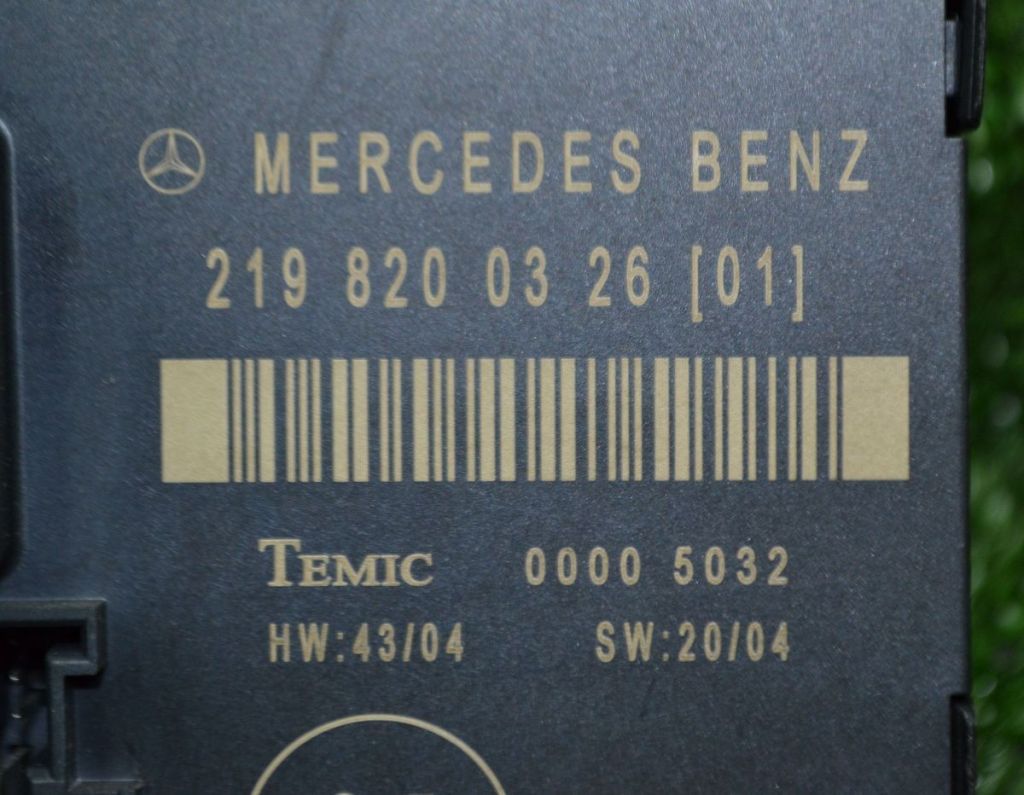 MERCEDES BENZ
219 820 03 26 [01]
TEMIC 0000 5032
HW:43/04 SW:20/04